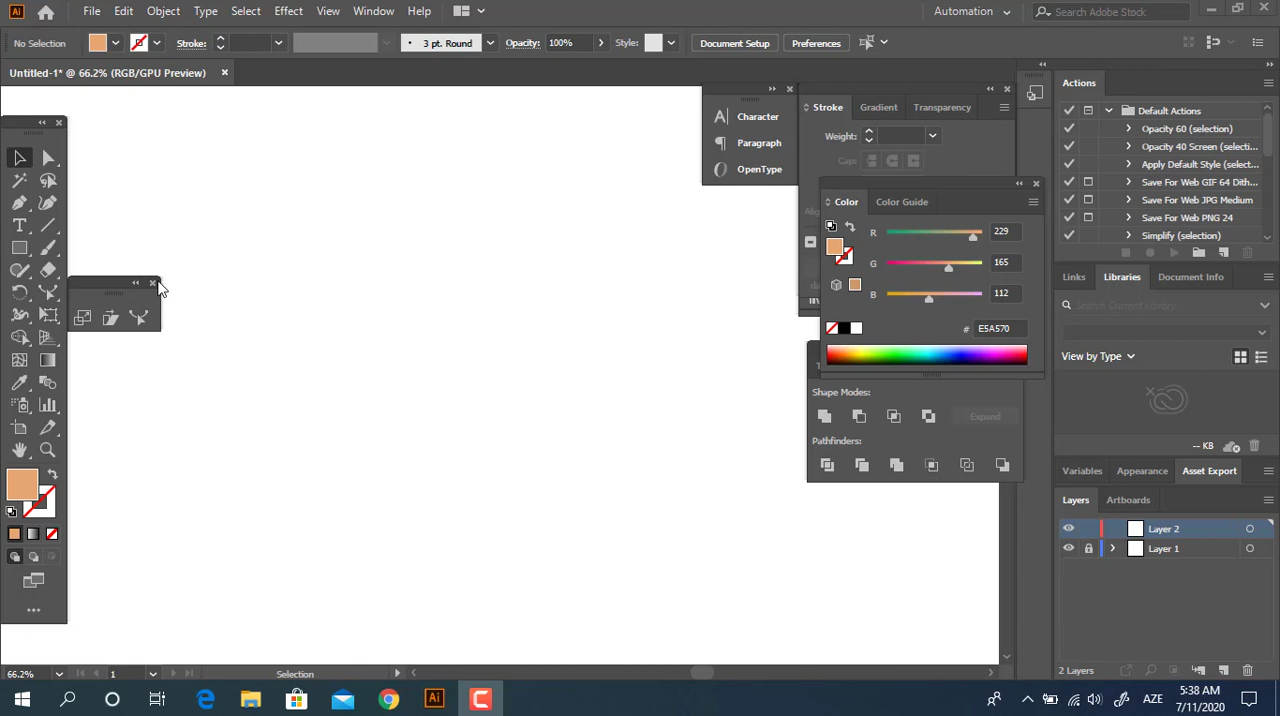 Ai File Edit Object Type Select Effect View Window Help Automation Search Adobe Stock
No Selection Stroke: 3 pt. Round Opacity: 100% Style: Document Setup Preferences
Untitled-1* @ 66.2% (RGB/GPU Preview)
Character
Paragraph
OpenType
Stroke Gradient Transparency
Weight:
Cap:
Color Color Guide
R 229
G 165
B 112
# E5A570
Shape Modes:
Expand
Pathfinders:
Actions
Default Actions
Opacity 60 (selection)
Opacity 40 Screen (selecti...
Apply Default Style (select...
Save For Web GIF 64 Dith...
Save For Web JPG Medium
Save For Web PNG 24
Simplify (selection)
Links Libraries Document Info
Search Current Library
View by Type
-- KB
Variables Appearance Asset Export
Layers Artboards
Layer 2
Layer 1
2 Layers
66.2% 1 Selection
Ai AZE 2:38 AM
7/11/2020